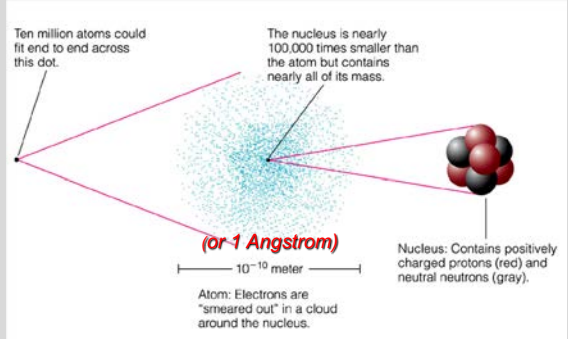 Ten million atoms could
fit end to end across
this dot.
The nucleus is nearly
100,000 times smaller than
the atom but contains
nearly all of its mass.
(or 1 Angstrom)
10⁻¹⁰ meter
Atom: Electrons are
"smeared out" in a cloud
around the nucleus.
Nucleus: Contains positively
charged protons (red) and
neutral neutrons (gray).